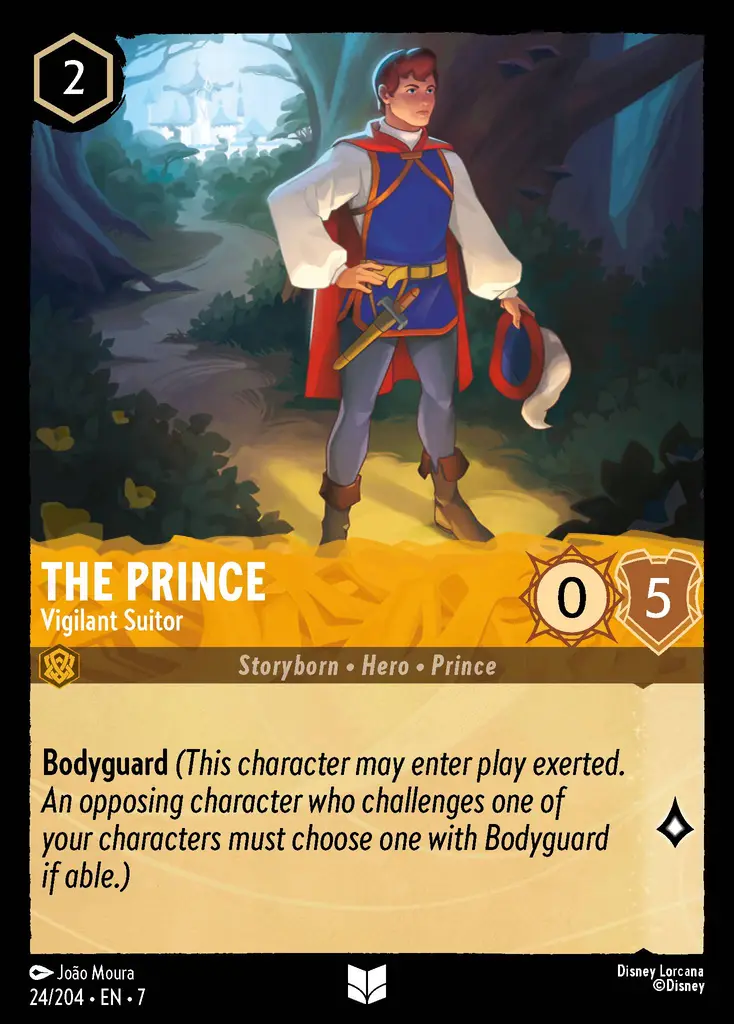 2
THE PRINCE
Vigilant Suitor
0
5
Storyborn • Hero • Prince
Bodyguard (This character may enter play exerted.
An opposing character who challenges one of
your characters must choose one with Bodyguard
if able.)
João Moura
24/204 • EN • 7
Disney Lorcana
©Disney